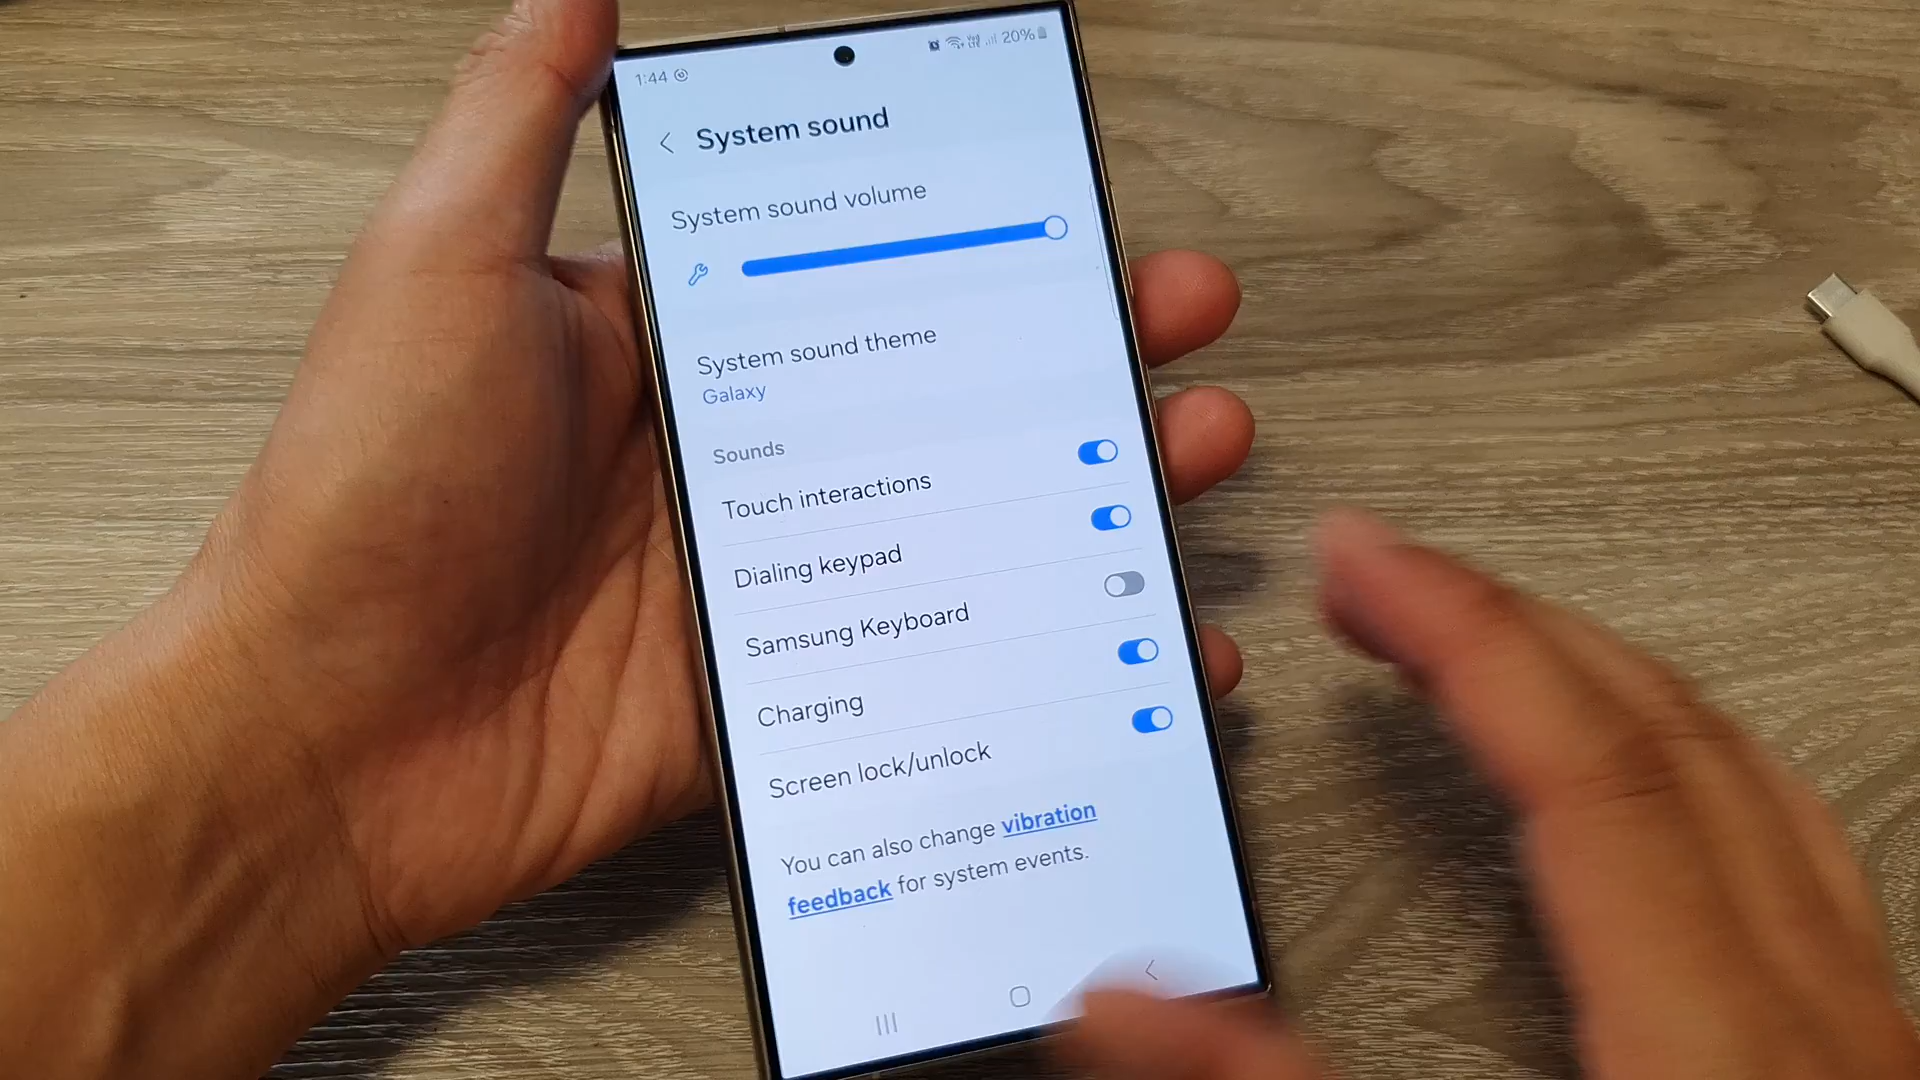 1:44
20%
System sound
System sound volume
System sound theme
Galaxy
Sounds
Touch interactions
Dialing keypad
Samsung Keyboard
Charging
Screen lock/unlock
You can also change vibration
feedback for system events.